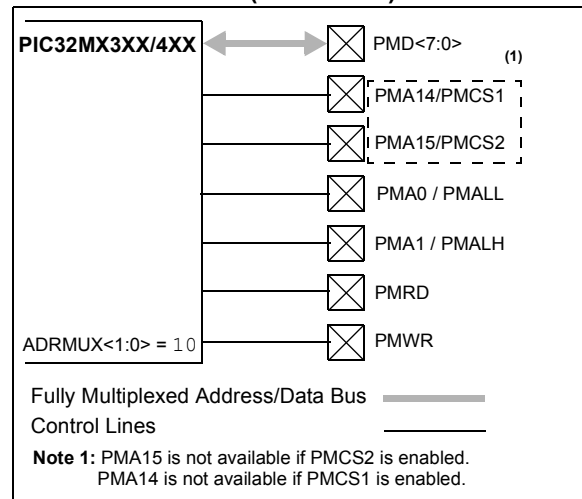 PIC32MX3XX/4XX
PMD<7:0>
(1)
PMA14/PMCS1
PMA15/PMCS2
PMA0 / PMALL
PMA1 / PMALH
PMRD
ADRMUX<1:0> = 10
PMWR
Fully Multiplexed Address/Data Bus
Control Lines
Note 1: PMA15 is not available if PMCS2 is enabled.
PMA14 is not available if PMCS1 is enabled.